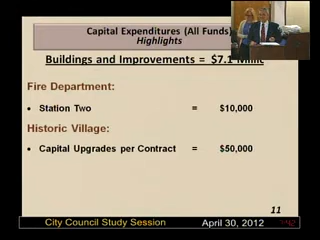 Capital Expenditures (All Funds)
Highlights
Buildings and Improvements = $7.1
Fire Department:
• Station Two = $10,000
Historic Village:
• Capital Upgrades per Contract = $50,000
11
City Council Study Session April 30, 2012